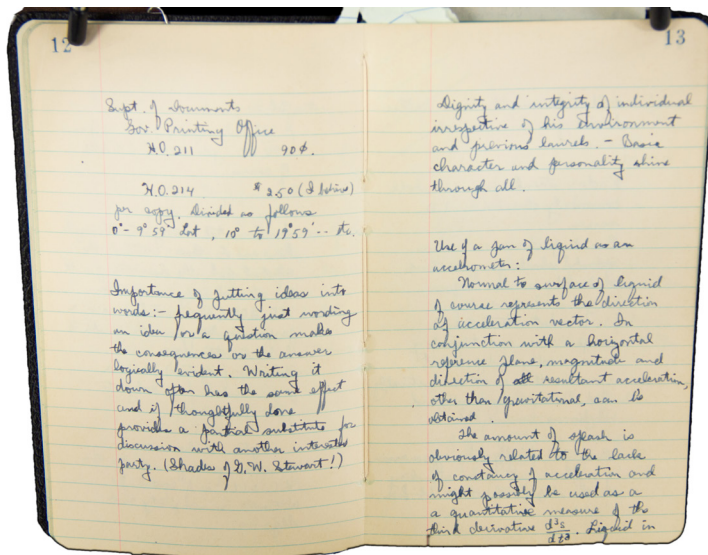 12
Supt. of Documents
Gov. Printing Office
H.O. 211 90¢.
H.O. 214 $2.50 (I believe)
per copy. Divided as follows
0°- 9°59' Lat, 10° to 19°59' -- etc.
Importance of putting ideas into
words:- frequently just wording
an idea or a question makes
the consequences or the answer
logically evident. Writing it
down often has the same effect
and if thoughtfully done
provides a partial substitute for
discussion with another interested
party. (Shades of G. W. Stewart!)
13
Dignity and integrity of individual
irrespective of his environment
and previous laurels. - Basic
character and personality shine
through all.
Use of a pan of liquid as an
accelerometer:
Normal to surface of liquid
of course represents the direction
of acceleration vector. In
conjunction with a horizontal
reference plane, magnitude and
direction of resultant acceleration,
other than gravitational, can be
obtained.
The amount of splash is
obviously related to the lack
of constancy of acceleration and
might possibly be used as a
a quantitative measure of the
third derivative d³s/dt³. Liquid in